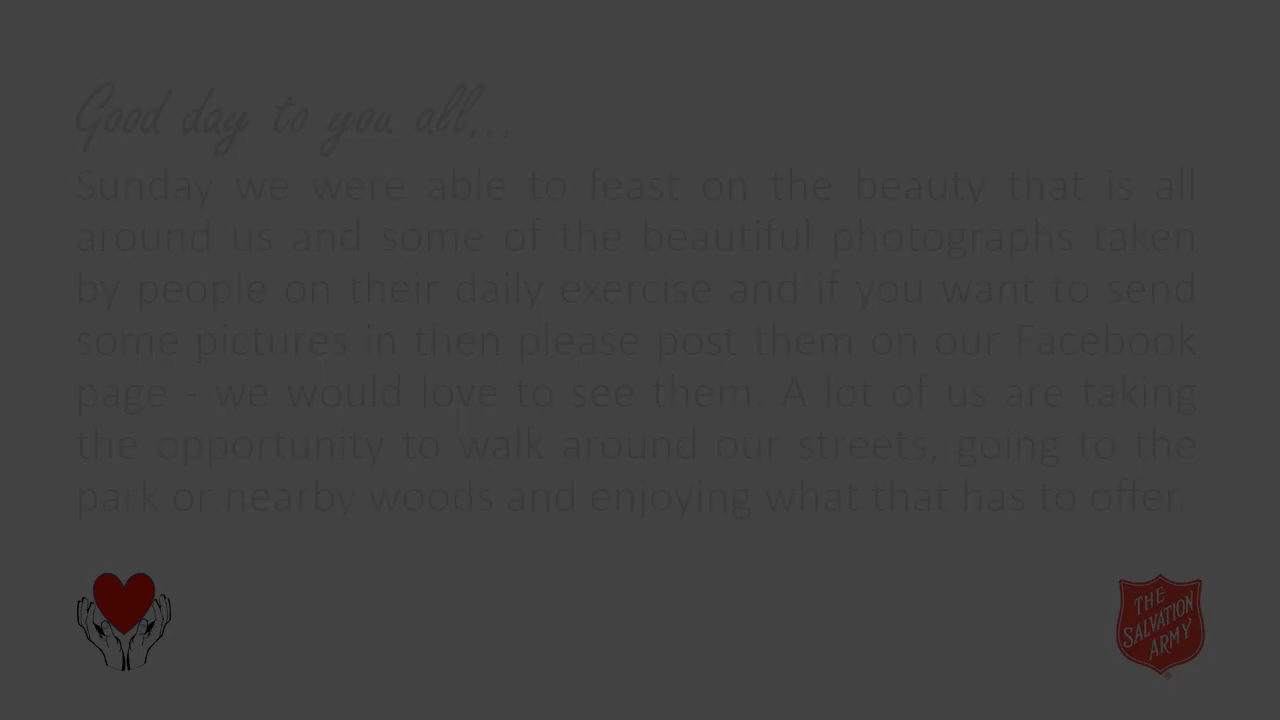 Good day to you all...
Sunday we were able to feast on the beauty that is all
around us and some of the beautiful photographs taken
by people on their daily exercise and if you want to send
some pictures in then please post them on our Facebook
page - we would love to see them. A lot of us are taking
the opportunity to walk around our streets, going to the
park or nearby woods and enjoying what that has to offer.
THE
SALVATION
ARMY